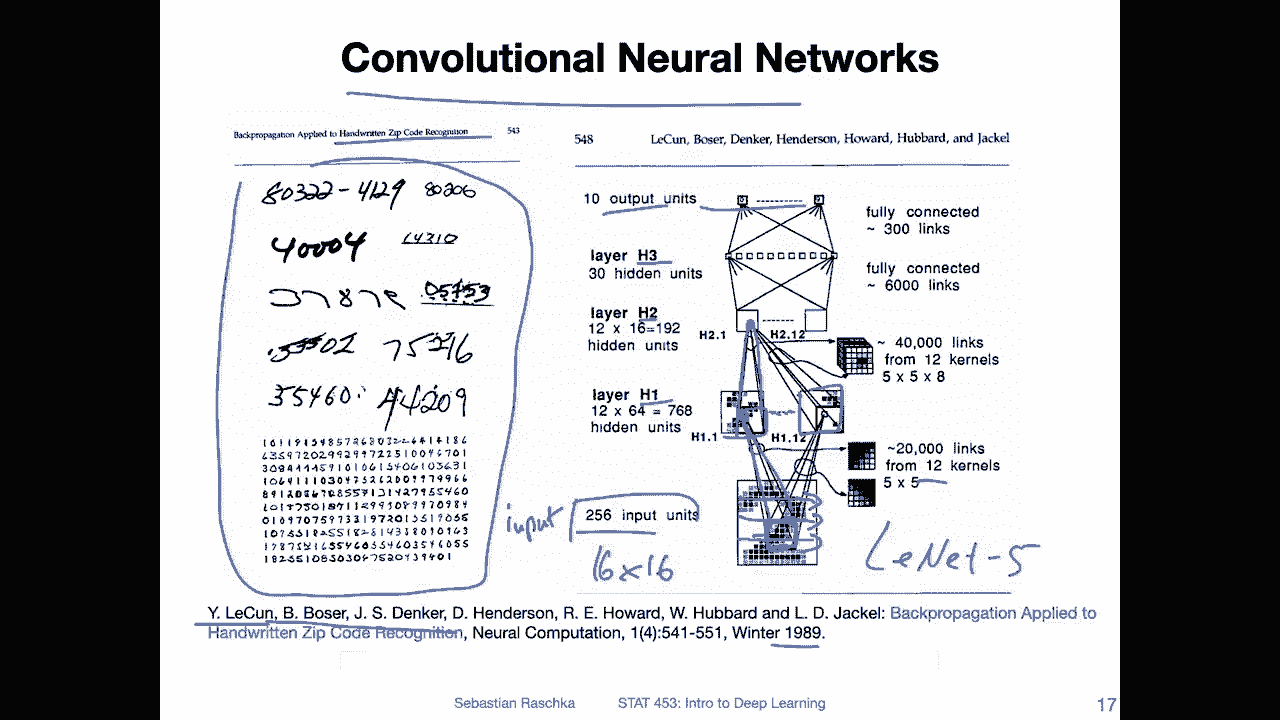 Convolutional Neural Networks
Backpropagation Applied to Handwritten Zip Code Recognition 543
80322-4129 80206
40004 14310
37878 05753
35502 75216
35460 44209
548 LeCun, Boser, Denker, Henderson, Howard, Hubbard, and Jackel
10 output units
fully connected
~ 300 links
layer H3
30 hidden units
fully connected
~ 6000 links
layer H2
12 x 16=192
hidden units
H2.1 H2.12
~ 40,000 links
from 12 kernels
5 x 5 x 8
layer H1
12 x 64 = 768
hidden units
H1.1 H1.12
~20,000 links
from 12 kernels
5 x 5
input
256 input units
16x16
LeNet-5
Y. LeCun, B. Boser, J. S. Denker, D. Henderson, R. E. Howard, W. Hubbard and L. D. Jackel: Backpropagation Applied to
Handwritten Zip Code Recognition, Neural Computation, 1(4):541-551, Winter 1989.
Sebastian Raschka STAT 453: Intro to Deep Learning 17